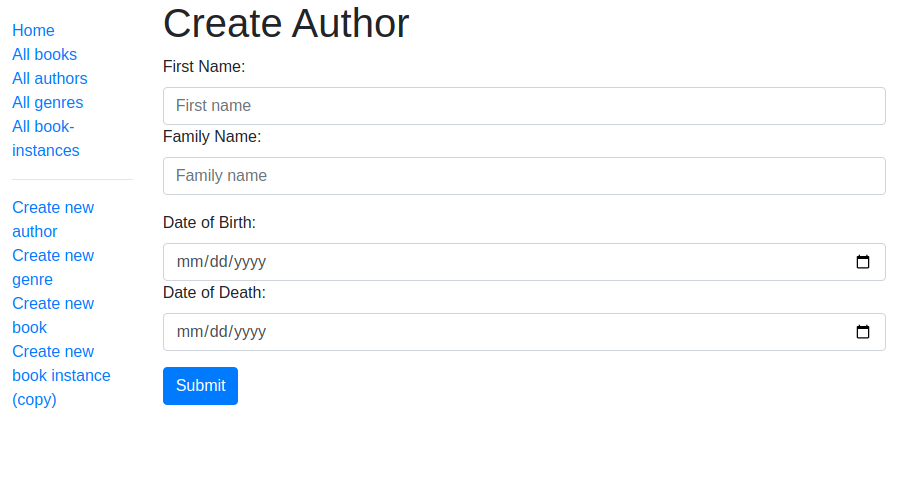 Home
All books
All authors
All genres
All book-
instances
Create new
author
Create new
genre
Create new
book
Create new
book instance
(copy)
Create Author
First Name:
First name
Family Name:
Family name
Date of Birth:
mm/dd/yyyy
Date of Death:
mm/dd/yyyy
Submit